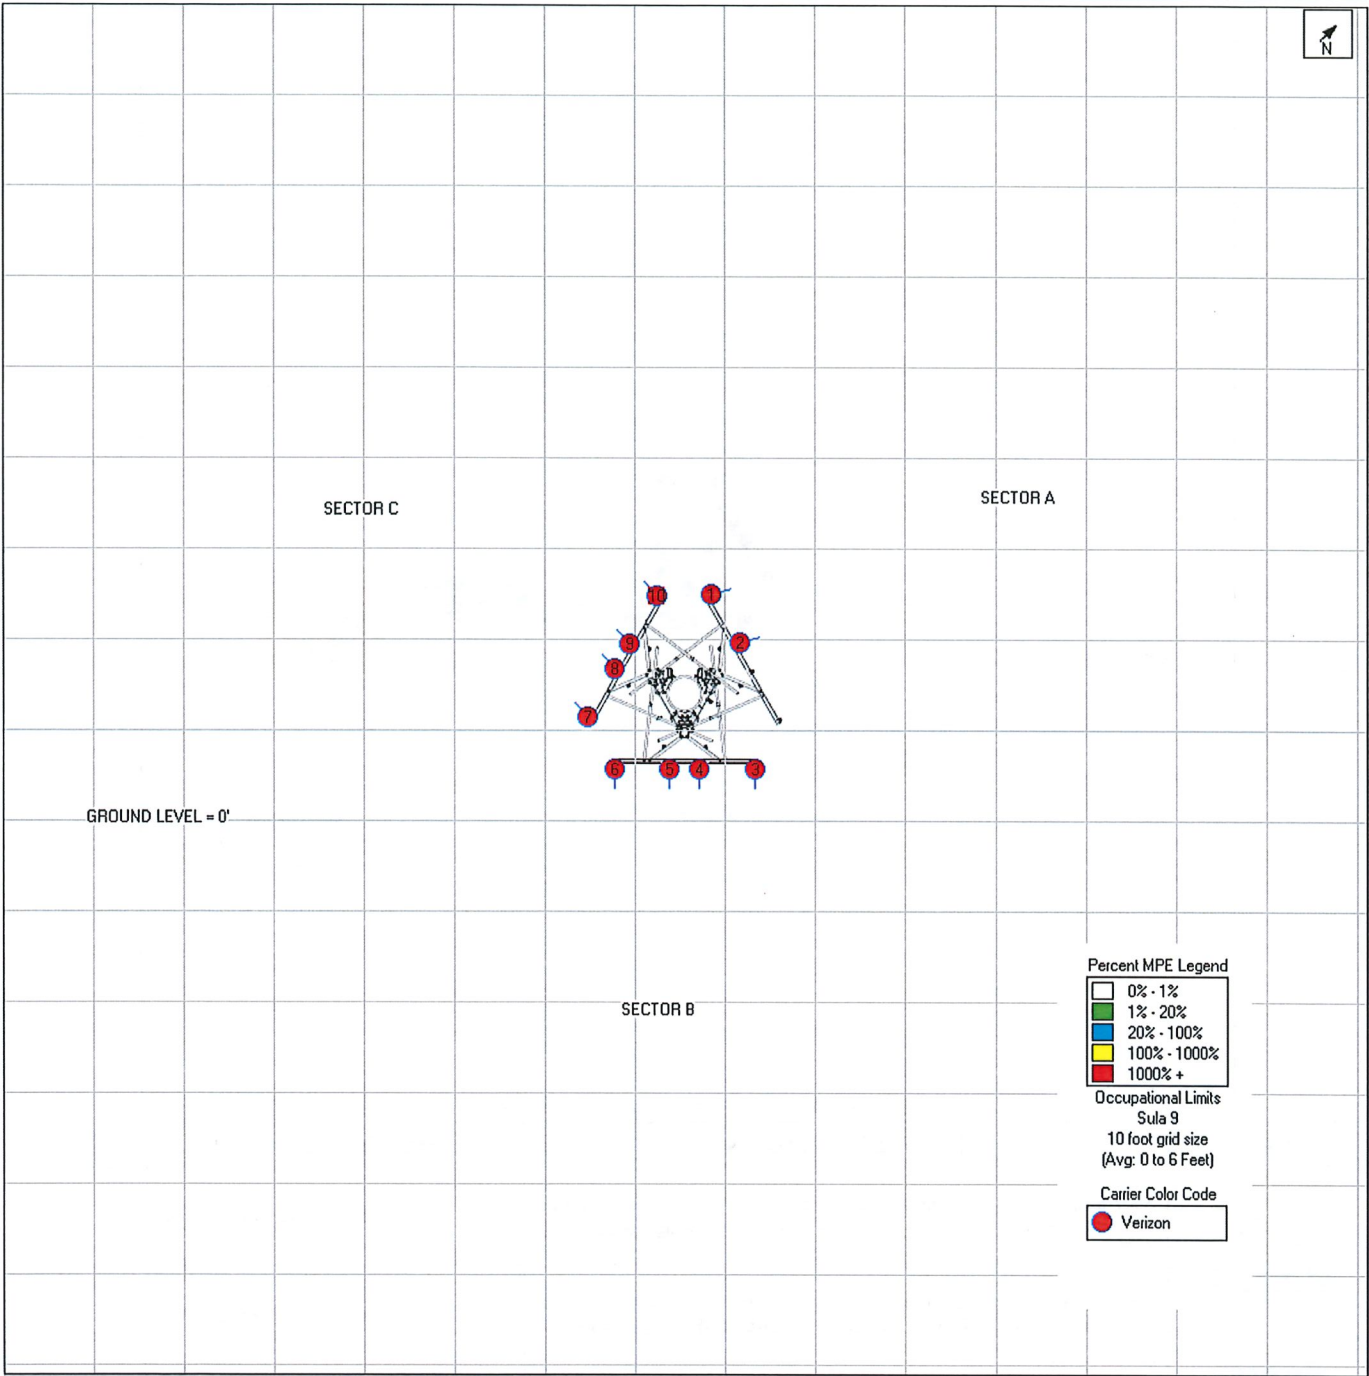 N
SECTOR C
SECTOR A
10
1
9
2
8
7
6
5
4
3
GROUND LEVEL = 0'
SECTOR B
Percent MPE Legend
0% - 1%
1% - 20%
20% - 100%
100% - 1000%
1000% +
Occupational Limits
Sula 9
10 foot grid size
(Avg: 0 to 6 Feet)
Carrier Color Code
Verizon